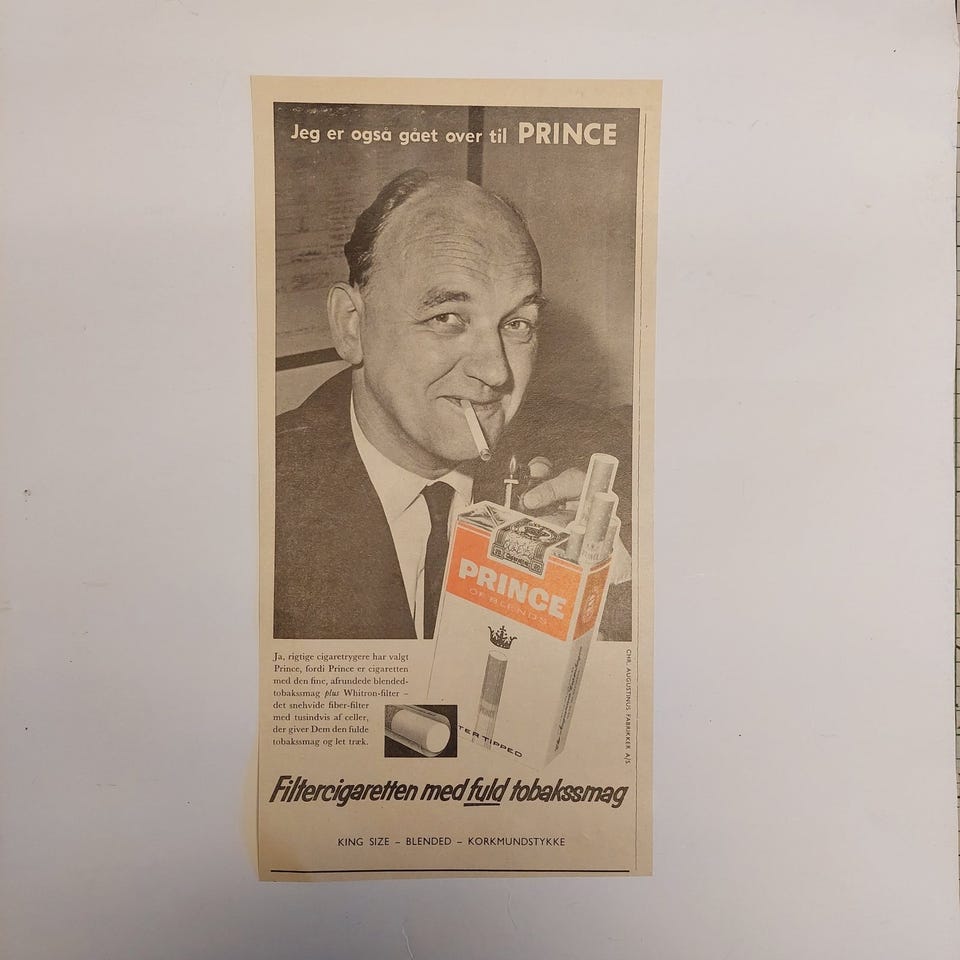 Jeg er også gået over til PRINCE
PRINCE
OF BLENDS
TER TIPPED
Ja, rigtige cigaretrygere har valgt
Prince, fordi Prince er cigaretten
med den fine, afrundede blended-
tobakssmag plus Whitron-filter –
det snehvide fiber-filter
med tusindvis af celler,
der giver Dem den fulde
tobakssmag og let træk.
CHR. AUGUSTINUS FABRIKKER A/S
Filtercigaretten med fuld tobakssmag
KING SIZE – BLENDED – KORKMUNDSTYKKE